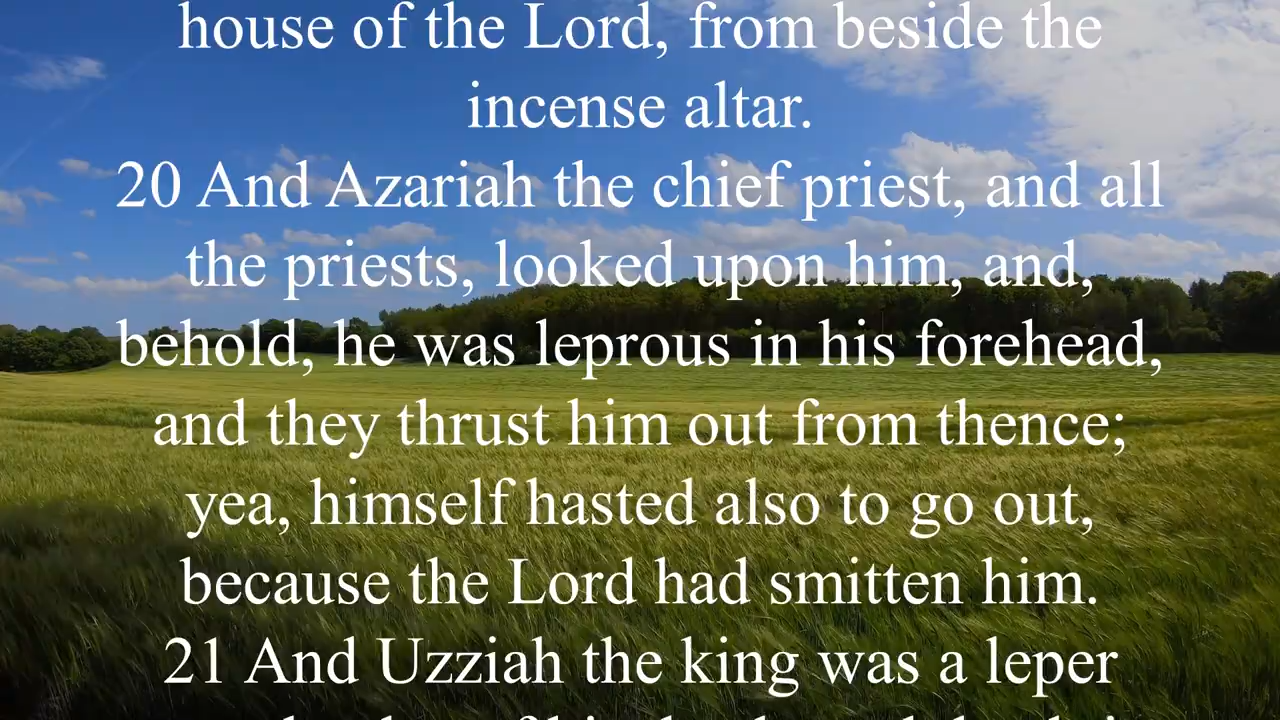 house of the Lord, from beside the
incense altar.
20 And Azariah the chief priest, and all
the priests, looked upon him, and,
behold, he was leprous in his forehead,
and they thrust him out from thence;
yea, himself hasted also to go out,
because the Lord had smitten him.
21 And Uzziah the king was a leper